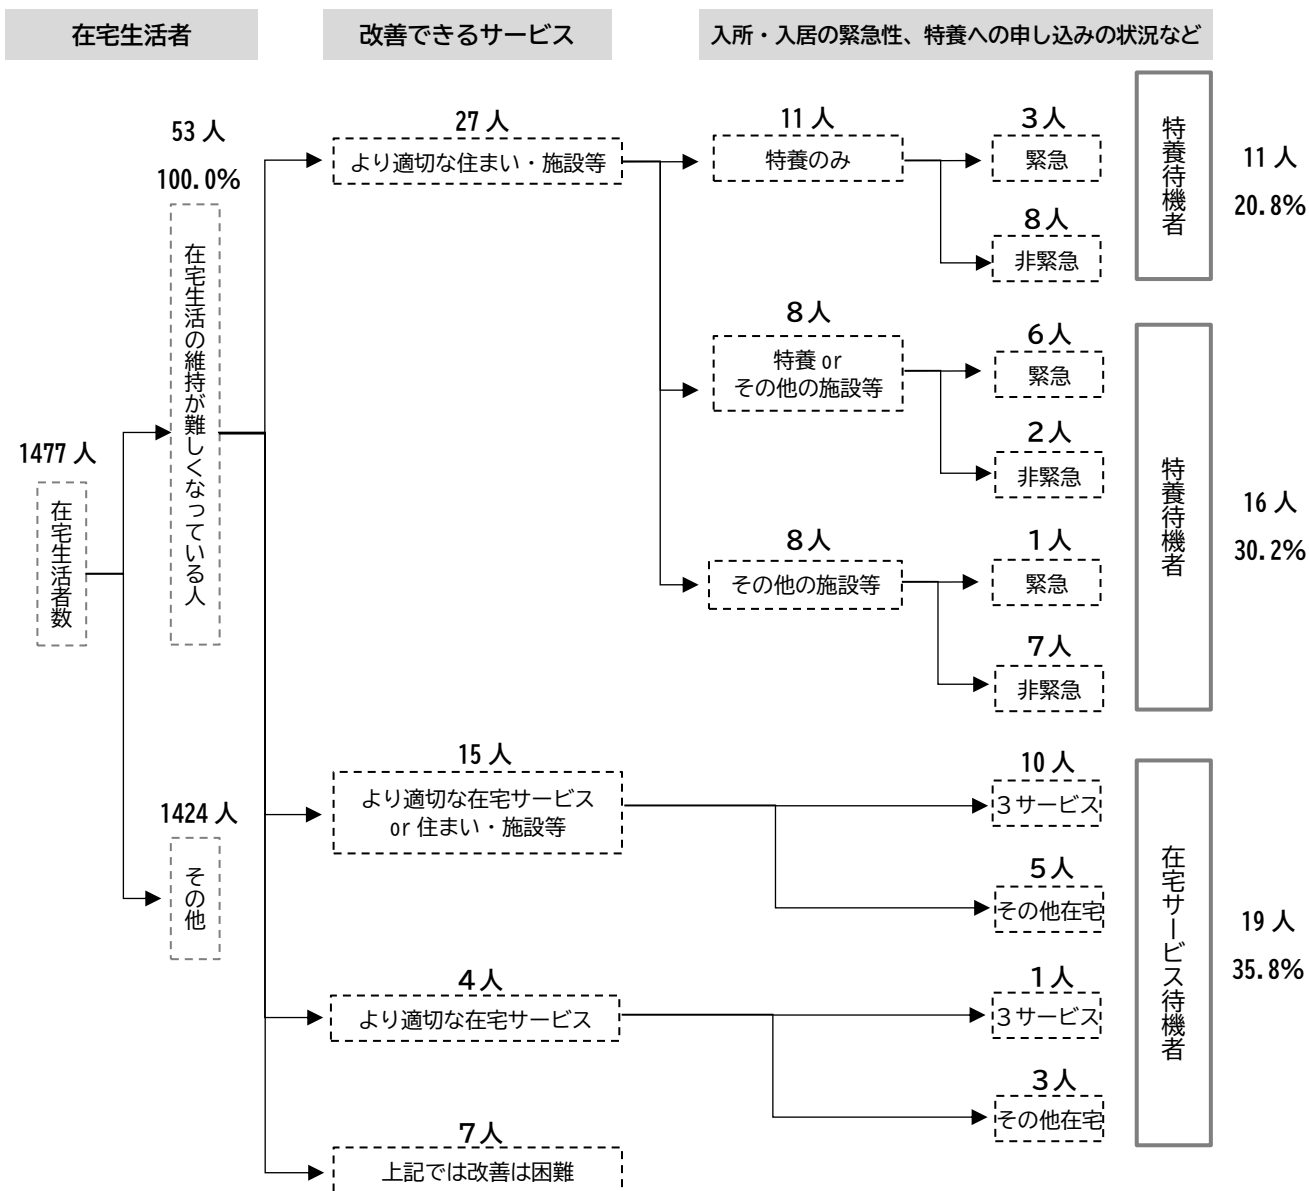 在宅生活者
改善できるサービス
入所・入居の緊急性、特養への申し込みの状況など
1477 人
在宅生活者数
53 人
100.0%
在宅生活の維持が難しくなっている人
1424 人
その他
27 人
より適切な住まい・施設等
11 人
特養のみ
3人
緊急
8人
非緊急
特養待機者
11 人
20.8%
8人
特養 or
その他の施設等
6人
緊急
2人
非緊急
8人
その他の施設等
1人
緊急
7人
非緊急
特養待機者
16 人
30.2%
15 人
より適切な在宅サービス
or 住まい・施設等
10 人
3サービス
5人
その他在宅
4人
より適切な在宅サービス
1人
3サービス
3人
その他在宅
在宅サービス待機者
19 人
35.8%
7人
上記では改善は困難